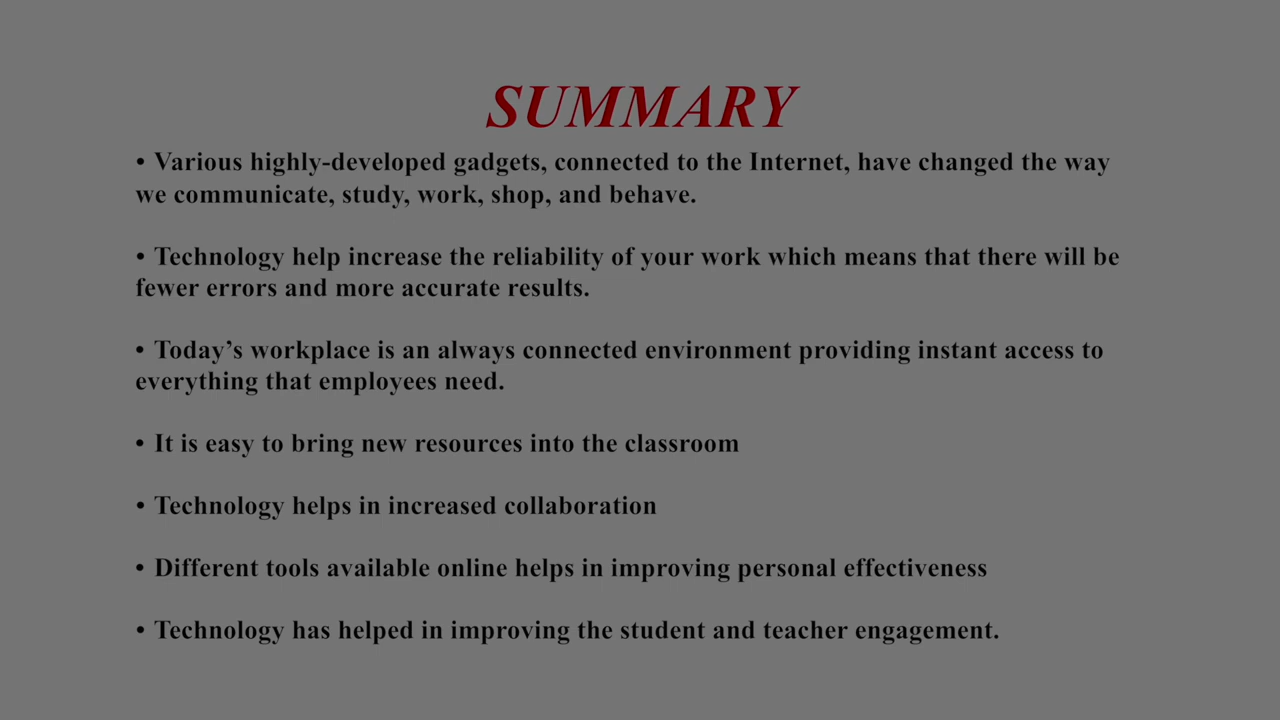 SUMMARY
• Various highly-developed gadgets, connected to the Internet, have changed the way
we communicate, study, work, shop, and behave.
• Technology help increase the reliability of your work which means that there will be
fewer errors and more accurate results.
• Today’s workplace is an always connected environment providing instant access to
everything that employees need.
• It is easy to bring new resources into the classroom
• Technology helps in increased collaboration
• Different tools available online helps in improving personal effectiveness
• Technology has helped in improving the student and teacher engagement.